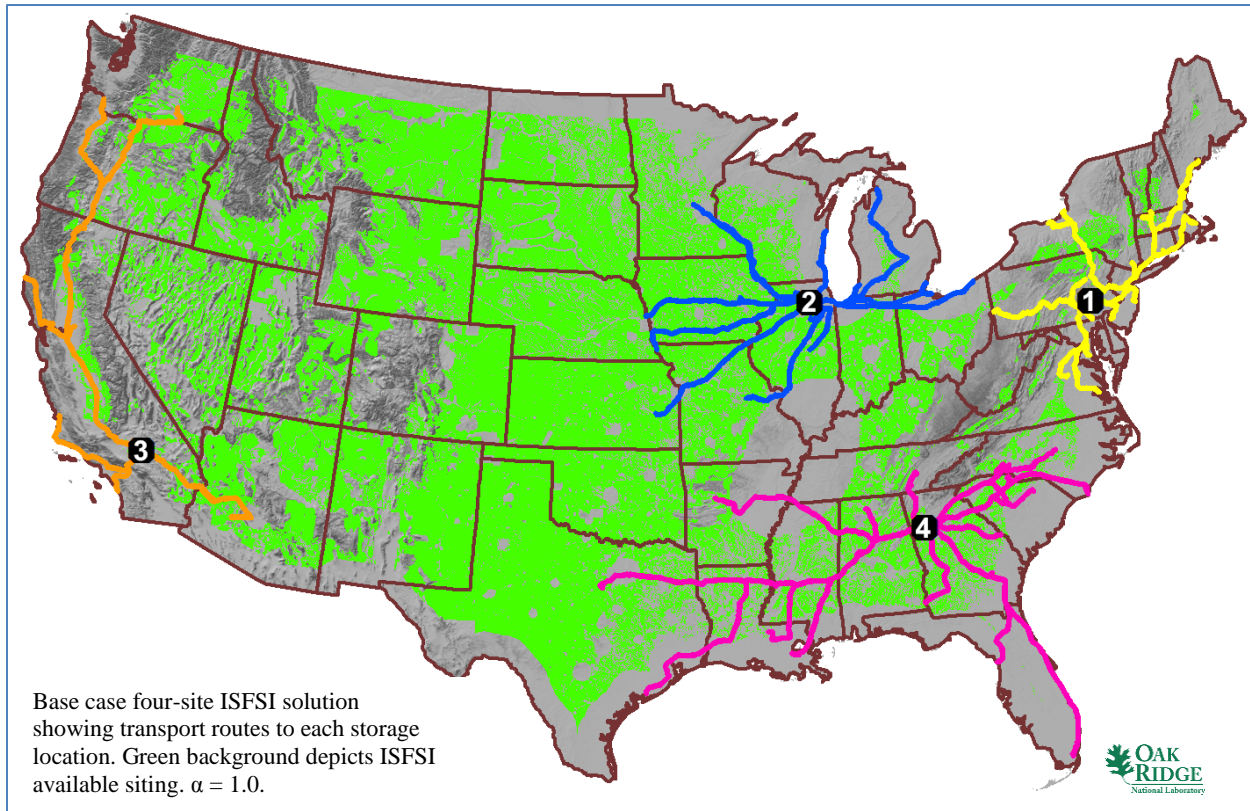 2
1
3
4
Base case four-site ISFSI solution
showing transport routes to each storage
location. Green background depicts ISFSI
available siting. α = 1.0.
OAK
RIDGE
National Laboratory